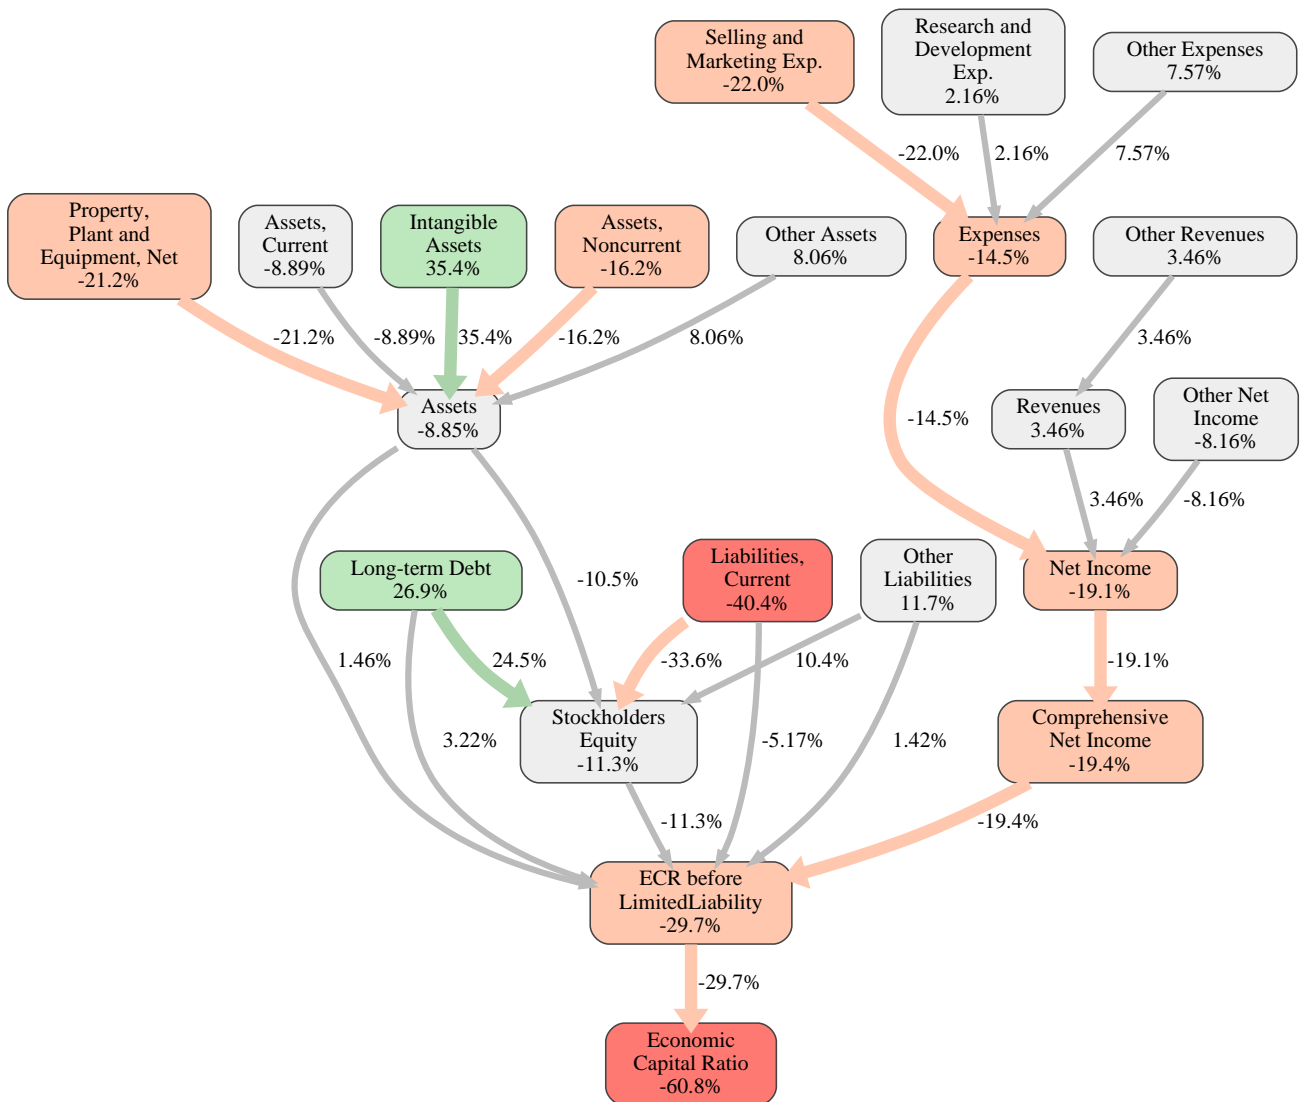 Selling and
Marketing Exp.
-22.0%
Research and
Development
Exp.
2.16%
Other Expenses
7.57%
-22.0%
2.16%
7.57%
Property,
Plant and
Equipment, Net
-21.2%
Assets,
Current
-8.89%
Intangible
Assets
35.4%
Assets,
Noncurrent
-16.2%
Other Assets
8.06%
Expenses
-14.5%
Other Revenues
3.46%
-21.2%
-8.89%
35.4%
-16.2%
8.06%
3.46%
Assets
-8.85%
-14.5%
Revenues
3.46%
Other Net
Income
-8.16%
3.46%
-8.16%
Long-term Debt
26.9%
-10.5%
Liabilities,
Current
-40.4%
Other
Liabilities
11.7%
Net Income
-19.1%
1.46%
24.5%
-33.6%
10.4%
-19.1%
3.22%
Stockholders
Equity
-11.3%
-5.17%
1.42%
Comprehensive
Net Income
-19.4%
-11.3%
-19.4%
ECR before
LimitedLiability
-29.7%
-29.7%
Economic
Capital Ratio
-60.8%